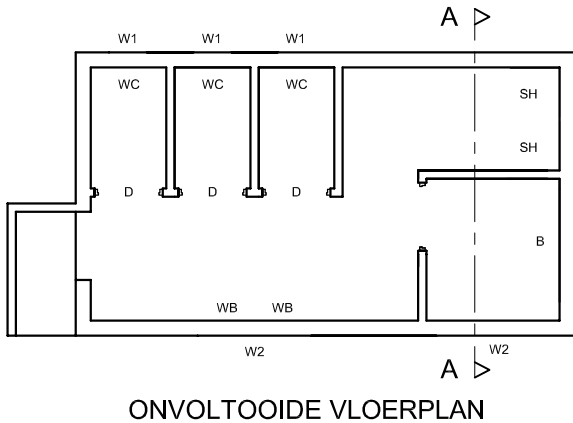 A
W1 W1 W1
WC WC WC
SH
SH
D D D
B
WB WB
W2 W2
A
ONVOLTOOIDE VLOERPLAN